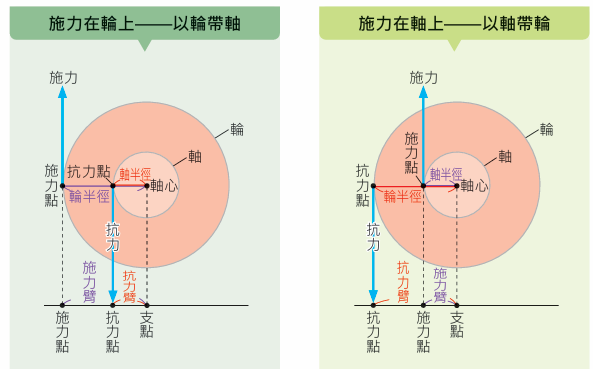 施力在輪上——以輪帶軸
施力
輪
軸
施力點
抗力點
軸半徑
軸心
輪半徑
抗力
施力臂
抗力臂
施力點
抗力點
支點
施力在軸上——以軸帶輪
施力
輪
軸
施力點
抗力點
軸半徑
軸心
輪半徑
抗力
抗力臂
施力臂
抗力點
施力點
支點